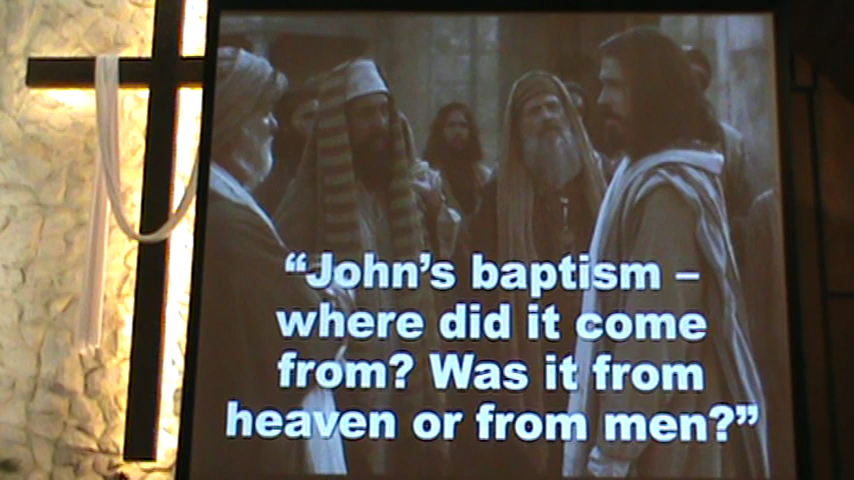 “John’s baptism –
where did it come
from? Was it from
heaven or from men?”